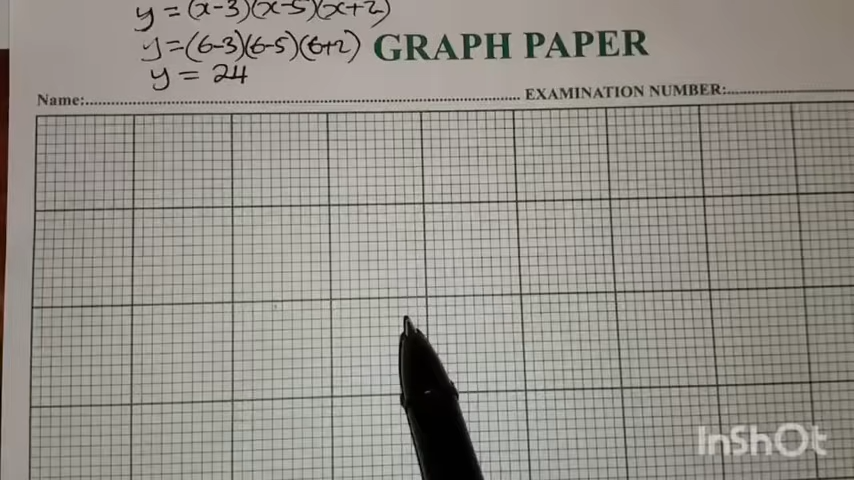 y = (x-3)(x-5)(x+2)
y = (6-3)(6-5)(6+2)
y = 24
GRAPH PAPER
Name:........................ EXAMINATION NUMBER:................
InShOt